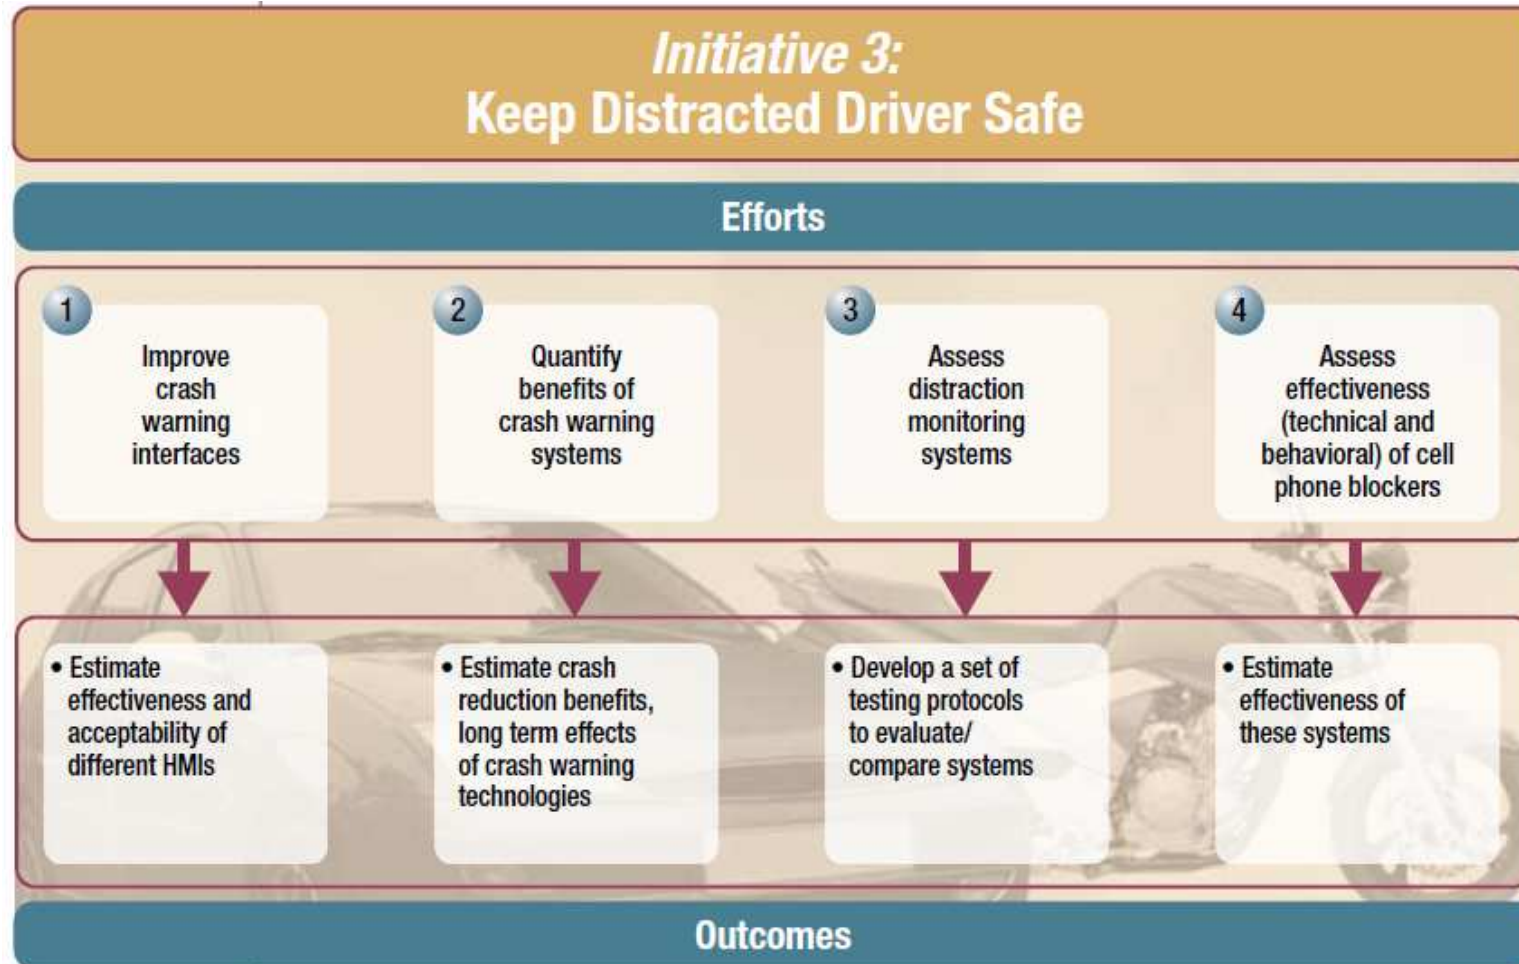 Initiative 3:
Keep Distracted Driver Safe
Efforts
1
Improve
crash
warning
interfaces
2
Quantify
benefits of
crash warning
systems
3
Assess
distraction
monitoring
systems
4
Assess
effectiveness
(technical and
behavioral) of cell
phone blockers
• Estimate
effectiveness and
acceptability of
different HMIs
• Estimate crash
reduction benefits,
long term effects
of crash warning
technologies
• Develop a set of
testing protocols
to evaluate/
compare systems
• Estimate
effectiveness of
these systems
Outcomes